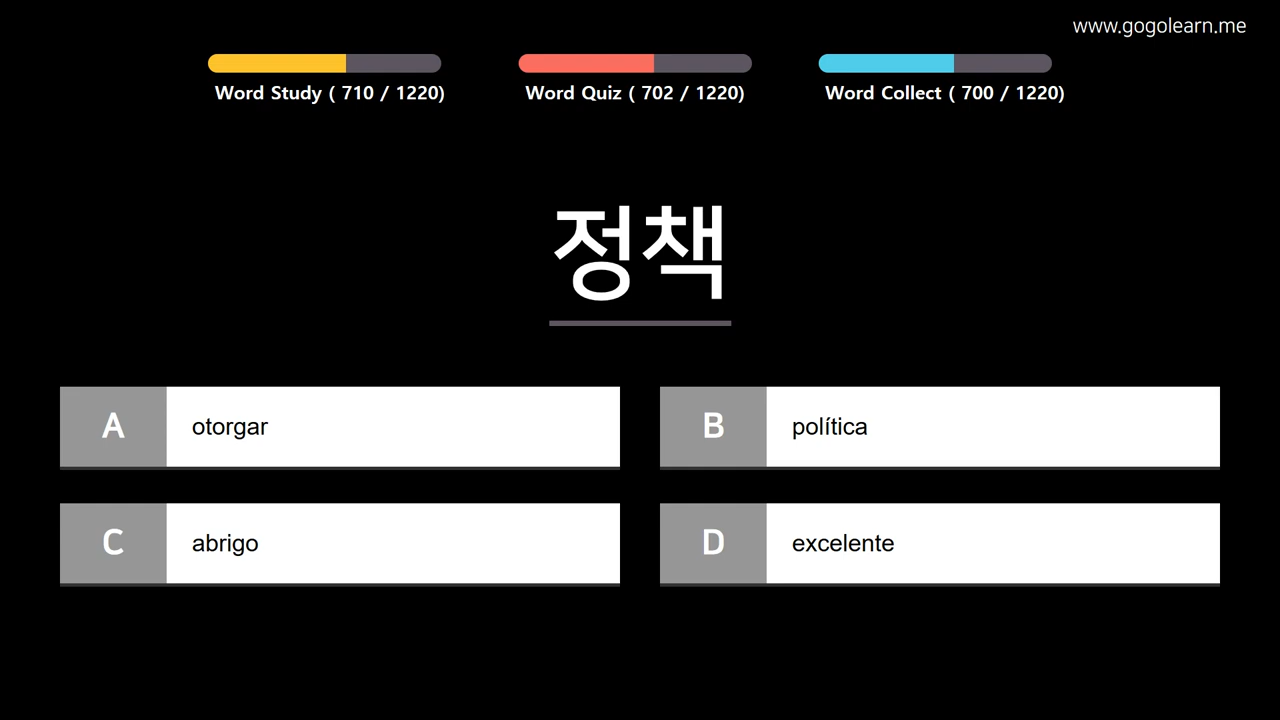 www.gogolearn.me
Word Study ( 710 / 1220)
Word Quiz ( 702 / 1220)
Word Collect ( 700 / 1220)
정책
A otorgar
B política
C abrigo
D excelente